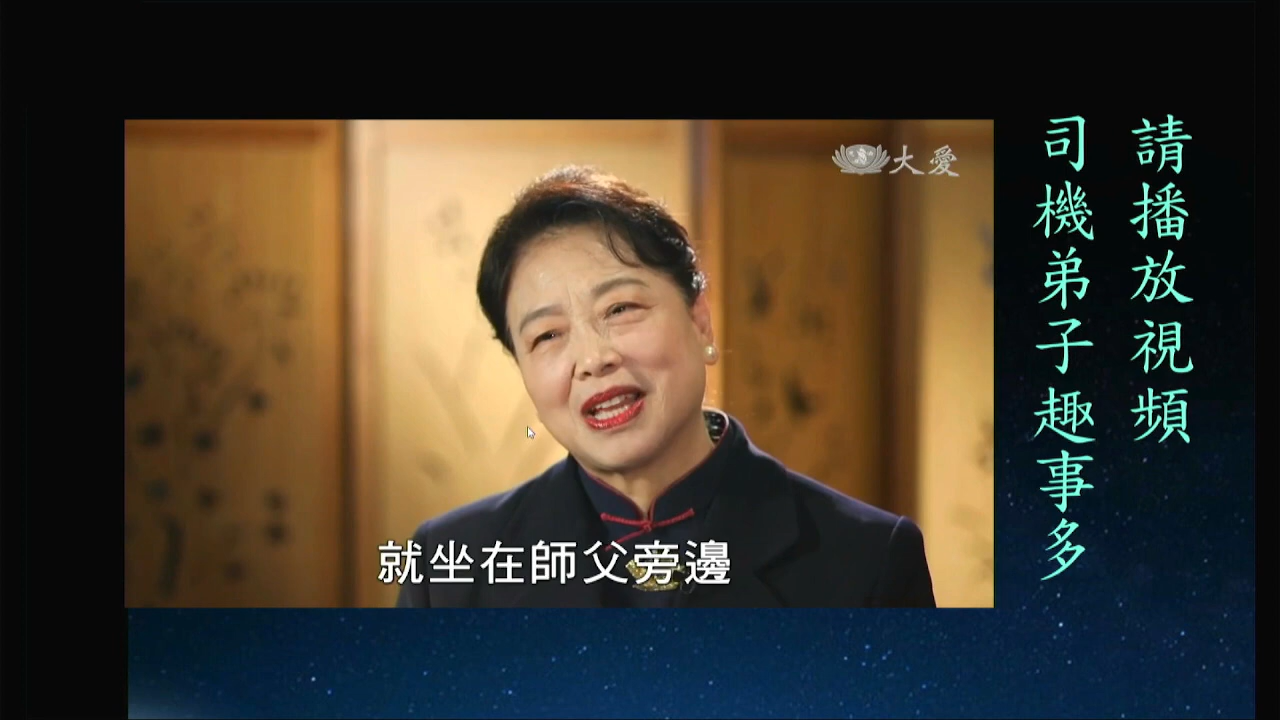 請播放視頻
司機弟子趣事多
大愛
就坐在師父旁邊